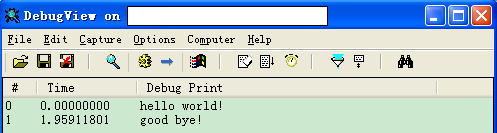 DebugView on
File Edit Capture Options Computer Help
# Time Debug Print
0 0.00000000 hello world!
1 1.95911801 good bye!